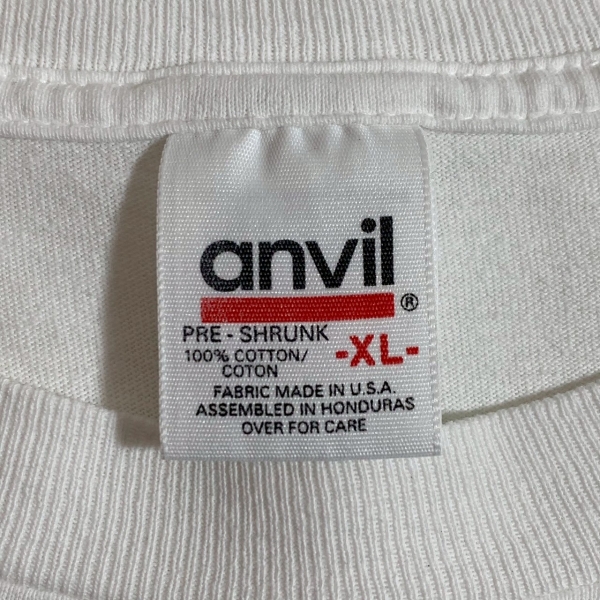 anvil
®
PRE - SHRUNK
100% COTTON/
COTON
-XL-
FABRIC MADE IN U.S.A.
ASSEMBLED IN HONDURAS
OVER FOR CARE